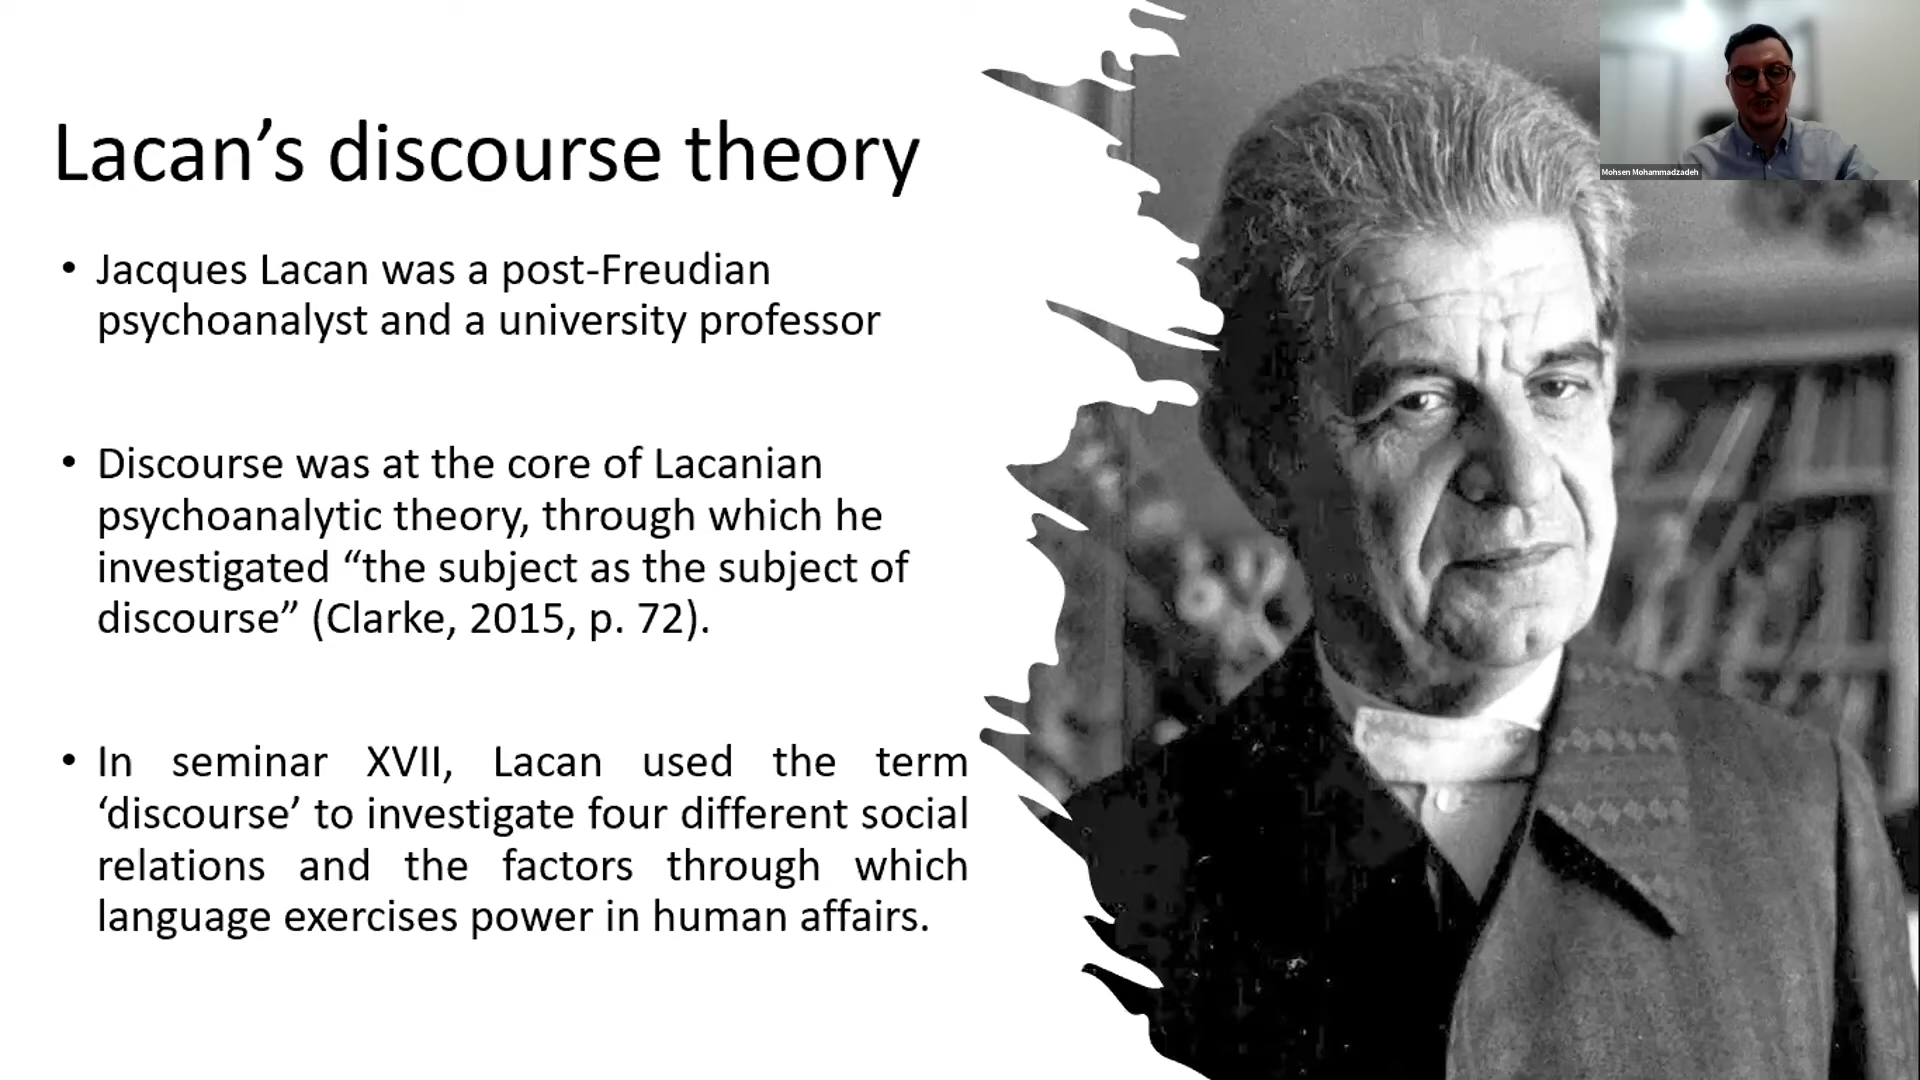 Lacan’s discourse theory
• Jacques Lacan was a post-Freudian
psychoanalyst and a university professor
• Discourse was at the core of Lacanian
psychoanalytic theory, through which he
investigated “the subject as the subject of
discourse” (Clarke, 2015, p. 72).
• In seminar XVII, Lacan used the term
‘discourse’ to investigate four different social
relations and the factors through which
language exercises power in human affairs.
Mohsen Mohammadzadeh